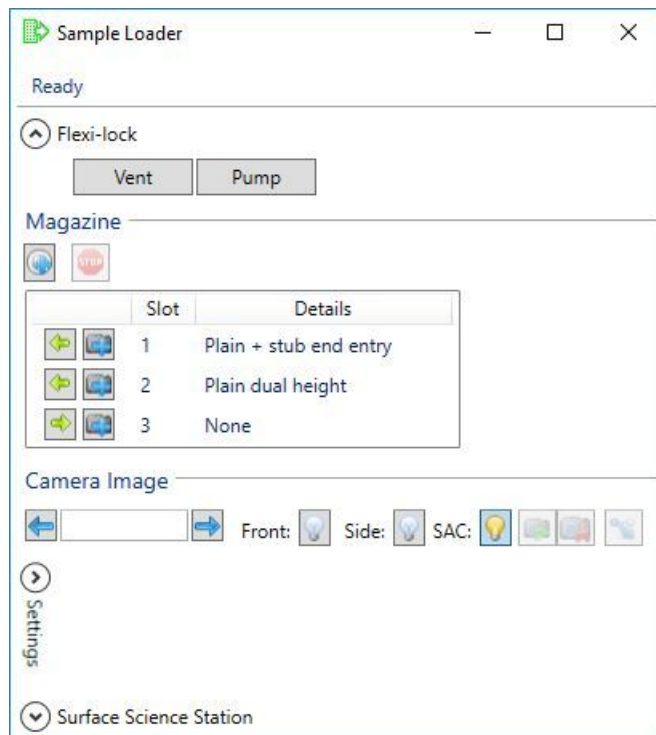 Sample Loader
Ready
Flexi-lock
Vent Pump
Magazine
STOP
Slot Details
1 Plain + stub end entry
2 Plain dual height
3 None
Camera Image
Front: Side: SAC:
Settings
Surface Science Station